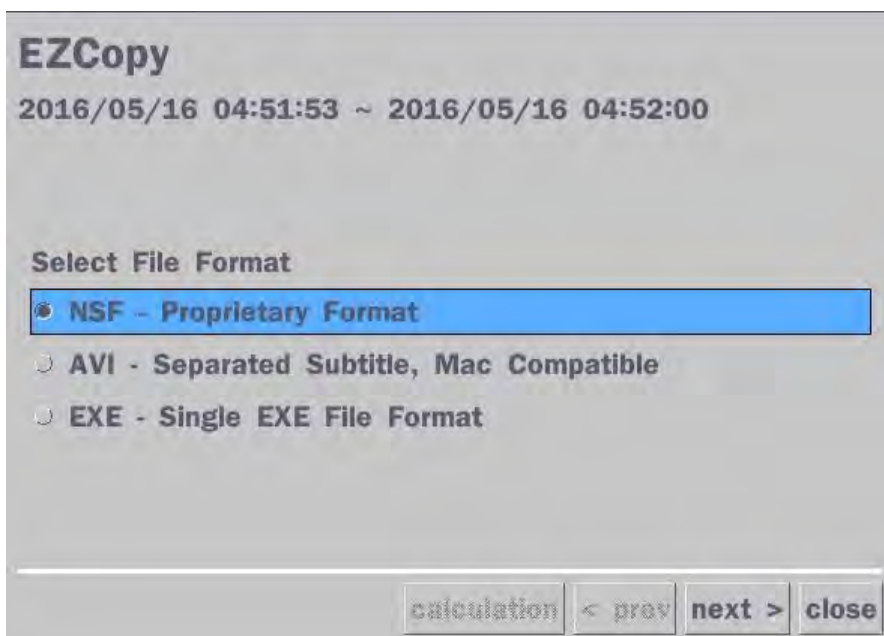 EZCopy
2016/05/16 04:51:53 ~ 2016/05/16 04:52:00
Select File Format
NSF - Proprietary Format
AVI - Separated Subtitle, Mac Compatible
EXE - Single EXE File Format
calculation < prev next > close